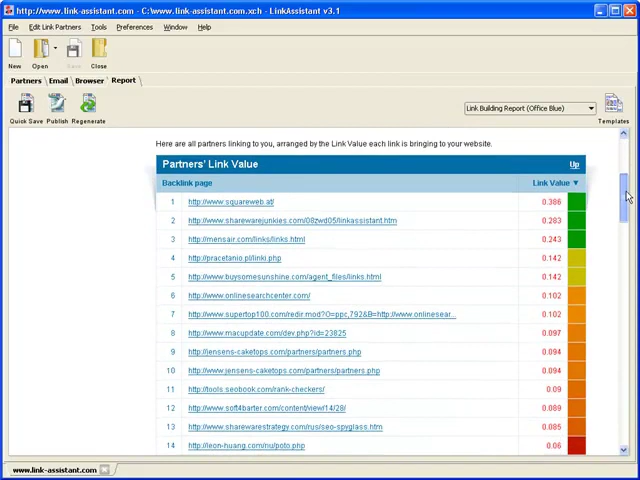 http://www.link-assistant.com - C:\www.link-assistant.com.xch - LinkAssistant v3.1
File Edit Link Partners Tools Preferences Window Help
New Open Save Close
Partners Email Browser Report
Quick Save Publish Regenerate
Link Building Report (Office Blue)
Templates
Here are all partners linking to you, arranged by the Link Value each link is bringing to your website.
Partners' Link Value Up
Backlink page Link Value ▼
1 http://www.squareweb.at/ 0.386
2 http://www.sharewarejunkies.com/08zwd05/linkassistant.htm 0.283
3 http://mensair.com/links/links.html 0.243
4 http://pracetanio.pl/linki.php 0.142
5 http://www.buysomesunshine.com/agent_files/links.html 0.142
6 http://www.onlinesearchcenter.com/ 0.102
7 http://www.supertop100.com/redir.mod?O=ppc,792&B=http://www.onlinesear... 0.102
8 http://www.macupdate.com/dev.php?id=23825 0.097
9 http://jensens-caketops.com/partners/partners.php 0.094
10 http://www.jensens-caketops.com/partners/partners.php 0.094
11 http://tools.seobook.com/rank-checkers/ 0.09
12 http://www.soft4barter.com/content/view/14/28/ 0.089
13 http://www.sharewarestrategy.com/rus/seo-spyglass.htm 0.085
14 http://leon-huang.com/riu/poto.php 0.06
www.link-assistant.com